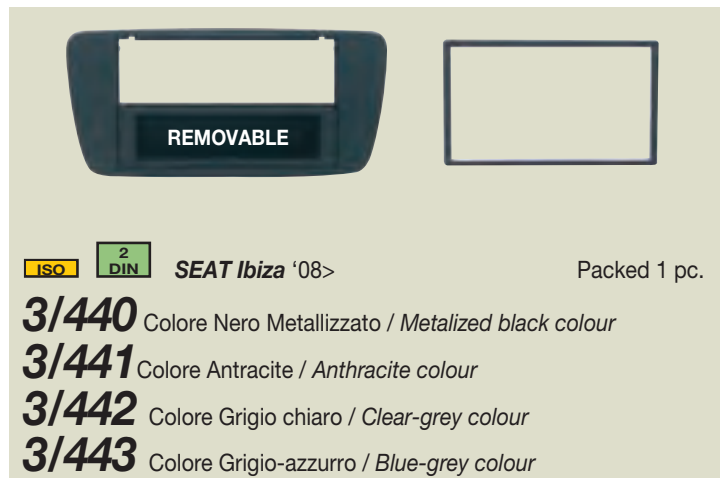 REMOVABLE
ISO 2 DIN SEAT Ibiza ‘08> Packed 1 pc.
3/440 Colore Nero Metallizzato / Metalized black colour
3/441 Colore Antracite / Anthracite colour
3/442 Colore Grigio chiaro / Clear-grey colour
3/443 Colore Grigio-azzurro / Blue-grey colour